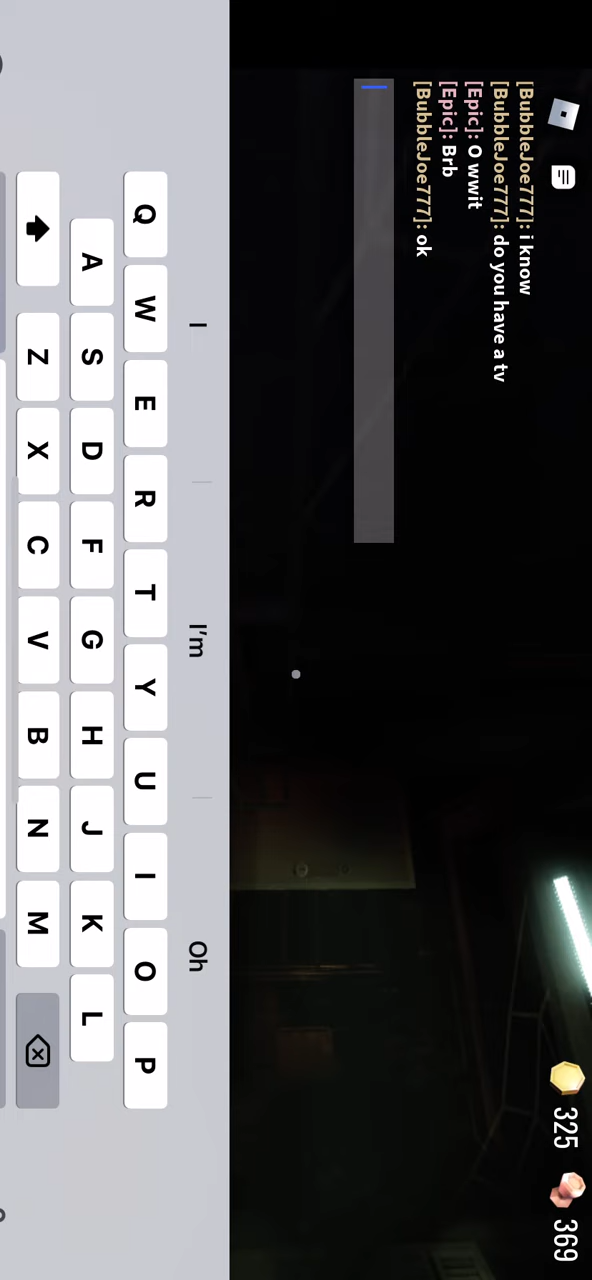 [BubbleJoe777]: i know
[BubbleJoe777]: do you have a tv
[Epic]: O wwit
[Epic]: Brb
[BubbleJoe777]: ok
325
369
I
I'm
Oh
Q W E R T Y U I O P
A S D F G H J K L
Z X C V B N M